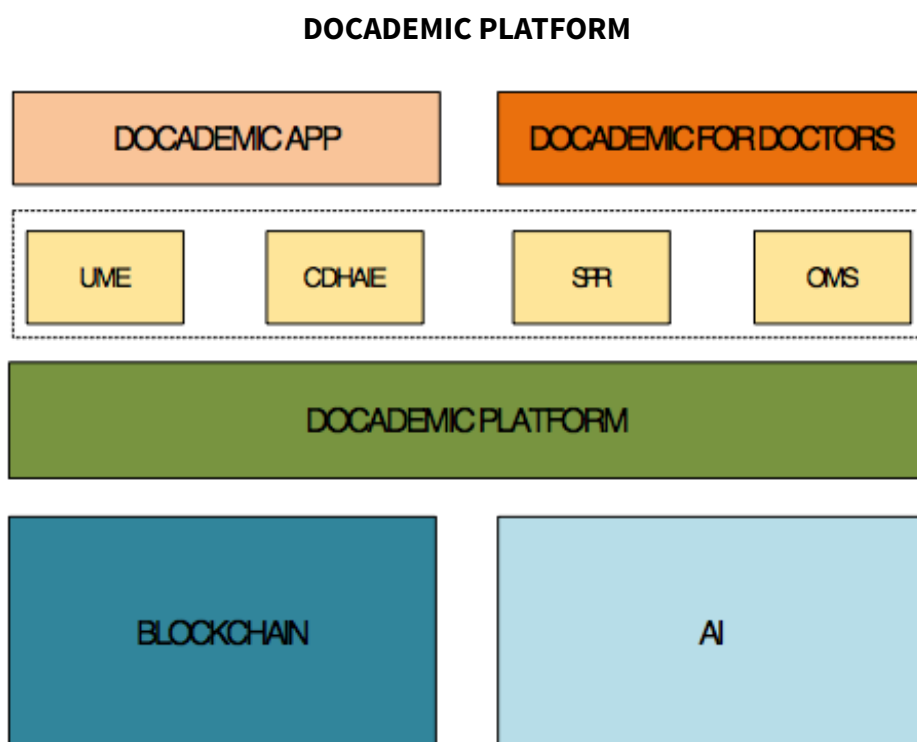 DOCADEMIC PLATFORM
DOCADEMIC APP
DOCADEMIC FOR DOCTORS
UME
CDHAIE
SPR
OMS
DOCADEMIC PLATFORM
BLOCKCHAIN
AI